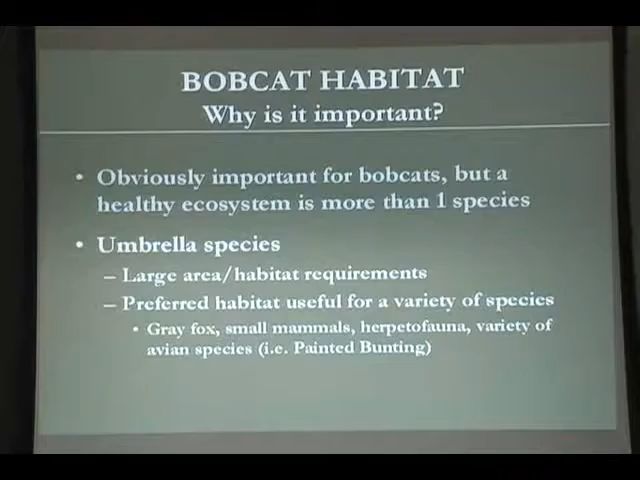 BOBCAT HABITAT
Why is it important?
• Obviously important for bobcats, but a
healthy ecosystem is more than 1 species
• Umbrella species
– Large area/habitat requirements
– Preferred habitat useful for a variety of species
• Gray fox, small mammals, herpetofauna, variety of
avian species (i.e. Painted Bunting)